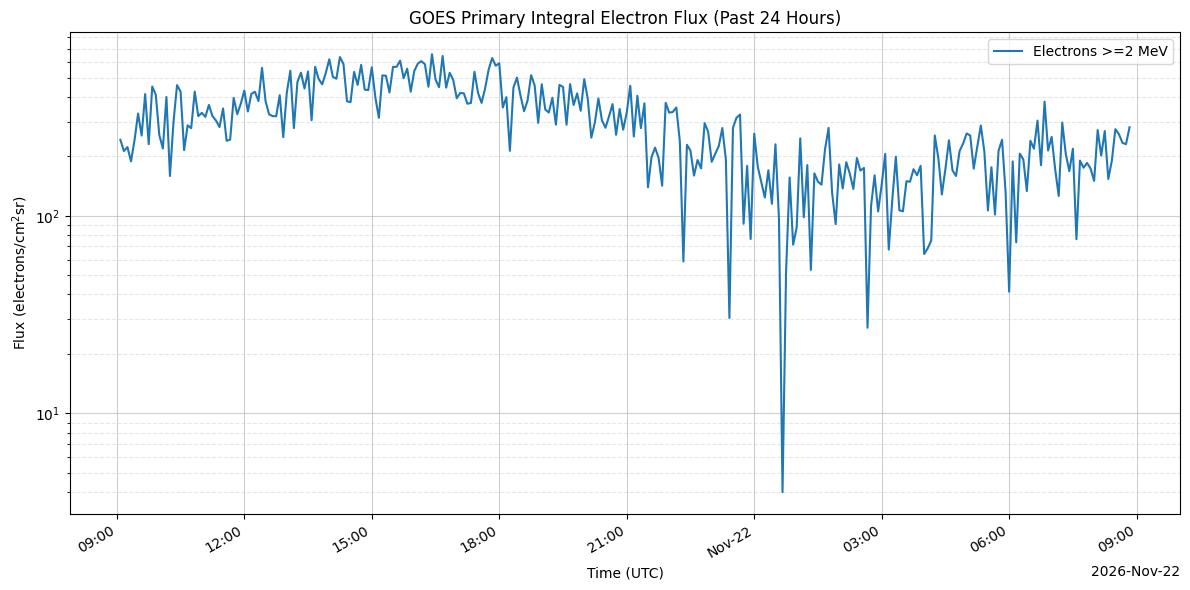 GOES Primary Integral Electron Flux (Past 24 Hours)
Electrons >=2 MeV
Flux (electrons/cm²sr)
10²
10¹
09:00
12:00
15:00
18:00
21:00
Nov-22
03:00
06:00
09:00
Time (UTC)
2026-Nov-22